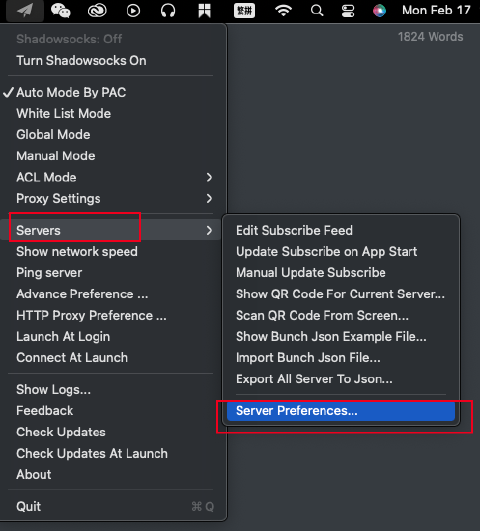 繁拼
Mon Feb 17
1824 Words
Shadowsocks: Off
Turn Shadowsocks On
✓ Auto Mode By PAC
White List Mode
Global Mode
Manual Mode
ACL Mode
Proxy Settings
Servers
Show network speed
Ping server
Advance Preference ...
HTTP Proxy Preference ...
Launch At Login
Connect At Launch
Show Logs...
Feedback
Check Updates
Check Updates At Launch
About
Quit ⌘Q
Edit Subscribe Feed
Update Subscribe on App Start
Manual Update Subscribe
Show QR Code For Current Server...
Scan QR Code From Screen...
Show Bunch Json Example File...
Import Bunch Json File...
Export All Server To Json...
Server Preferences...